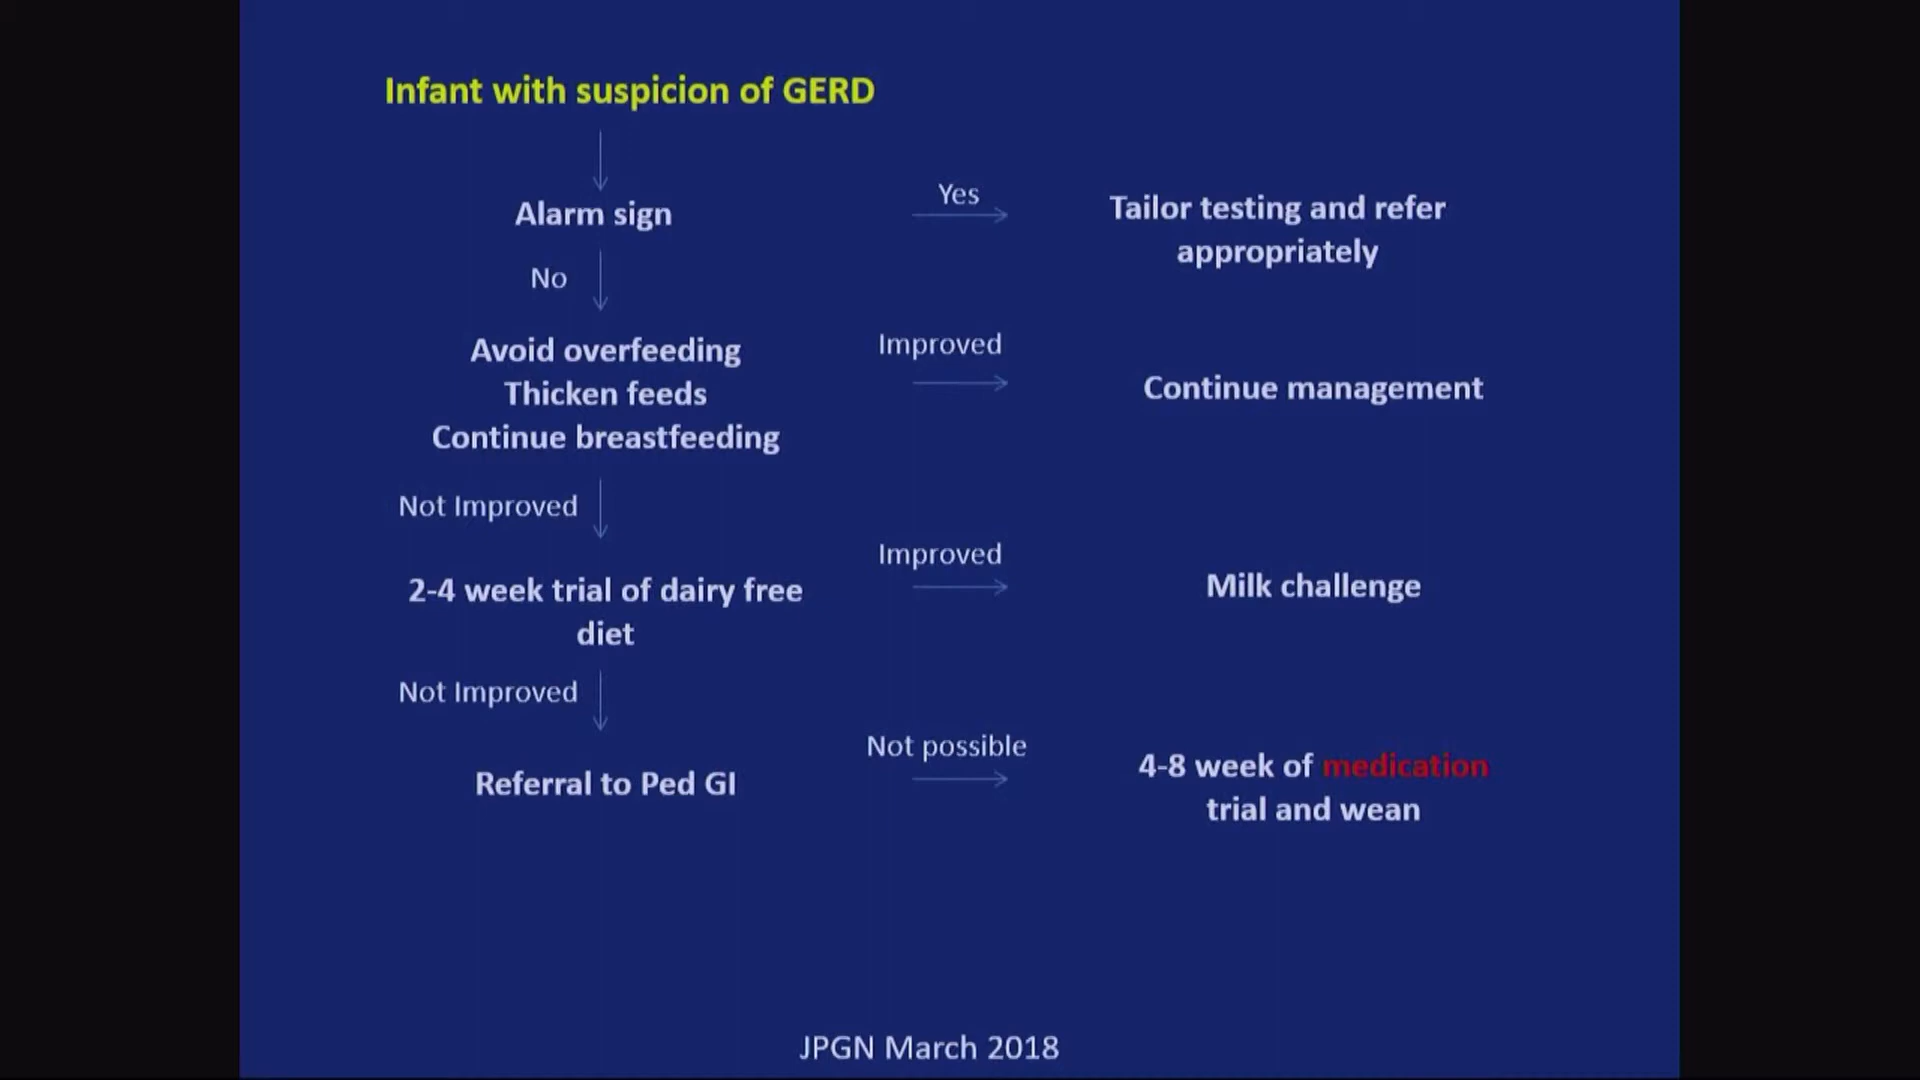 Infant with suspicion of GERD
Alarm sign
Yes
Tailor testing and refer
appropriately
No
Avoid overfeeding
Thicken feeds
Continue breastfeeding
Improved
Continue management
Not Improved
2-4 week trial of dairy free
diet
Improved
Milk challenge
Not Improved
Referral to Ped GI
Not possible
4-8 week of medication
trial and wean
JPGN March 2018